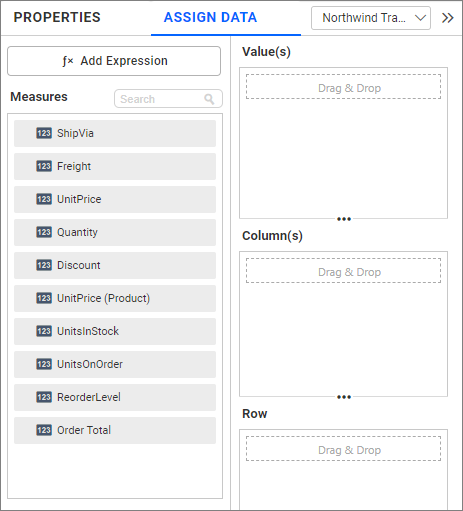 PROPERTIES
ASSIGN DATA
Northwind Tra...
ƒx Add Expression
Measures
Search
123 ShipVia
123 Freight
123 UnitPrice
123 Quantity
123 Discount
123 UnitPrice (Product)
123 UnitsInStock
123 UnitsOnOrder
123 ReorderLevel
123 Order Total
Value(s)
Drag & Drop
Column(s)
Drag & Drop
Row
Drag & Drop